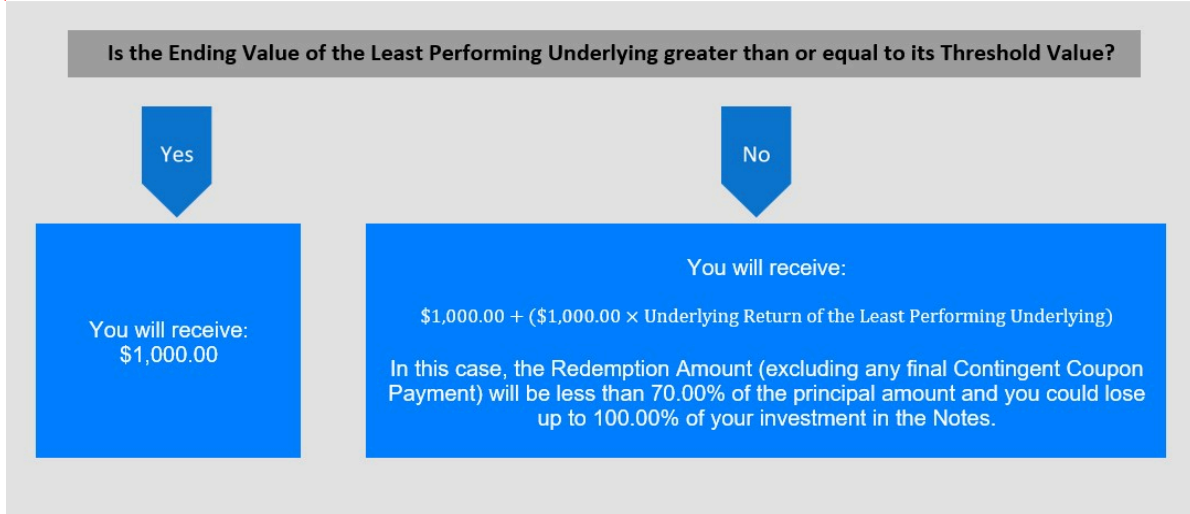 Is the Ending Value of the Least Performing Underlying greater than or equal to its Threshold Value?
Yes
No
You will receive:
$1,000.00
You will receive:
$1,000.00 + ($1,000.00 × Underlying Return of the Least Performing Underlying)
In this case, the Redemption Amount (excluding any final Contingent Coupon
Payment) will be less than 70.00% of the principal amount and you could lose
up to 100.00% of your investment in the Notes.